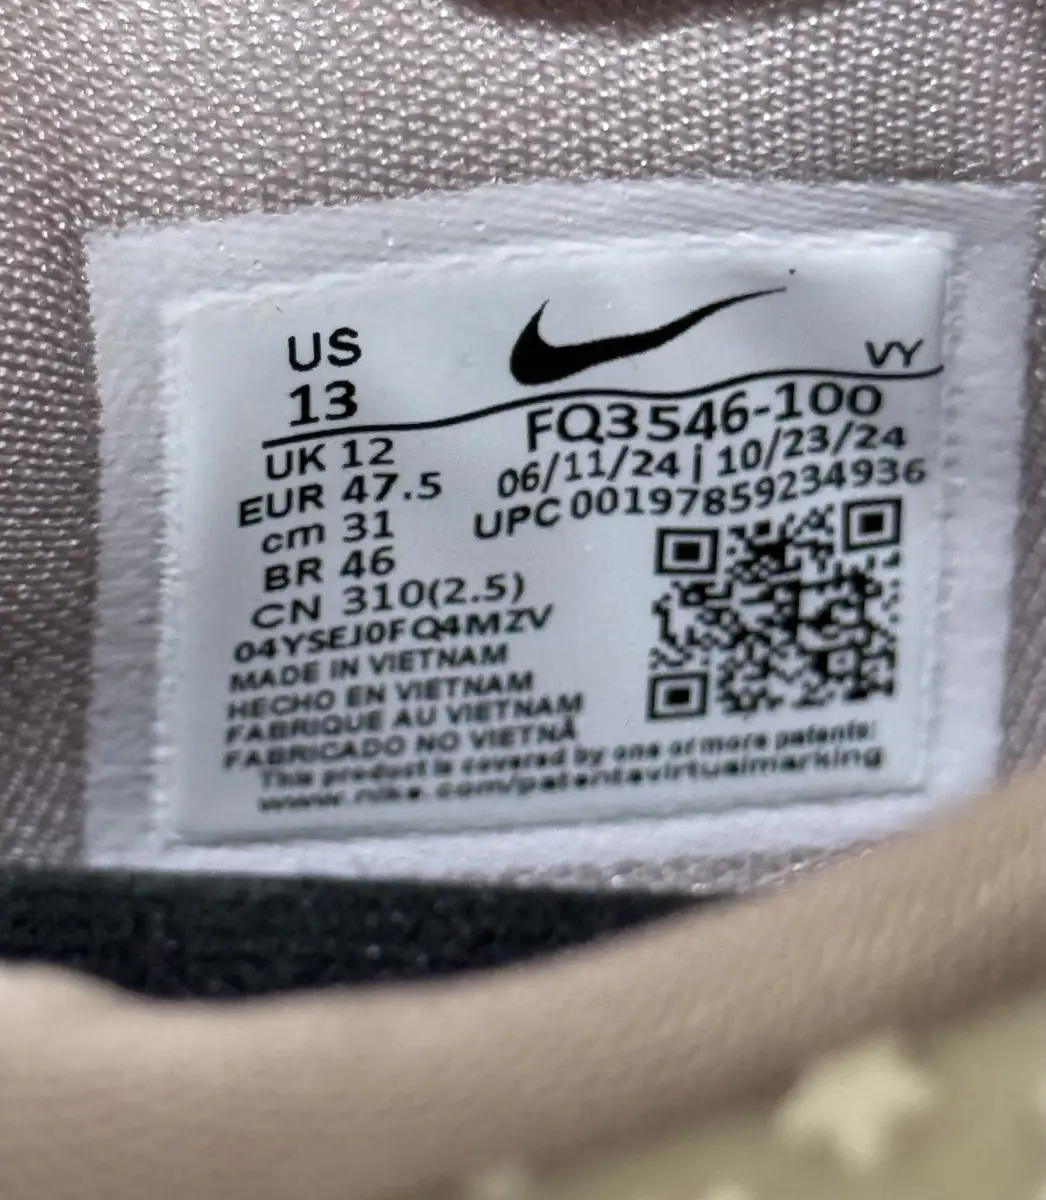 US
13
VY
UK 12
EUR 47.5
cm 31
BR 46
CN 310(2.5)
FQ3546-100
06/11/24 | 10/23/24
UPC 00197859234936
04YSEJ0FQ4MZV
MADE IN VIETNAM
HECHO EN VIETNAM
FABRIQUE AU VIETNAM
FABRICADO NO VIETNÃ
This product is covered by one or more patents:
www.nike.com/patentsvirtualmarking